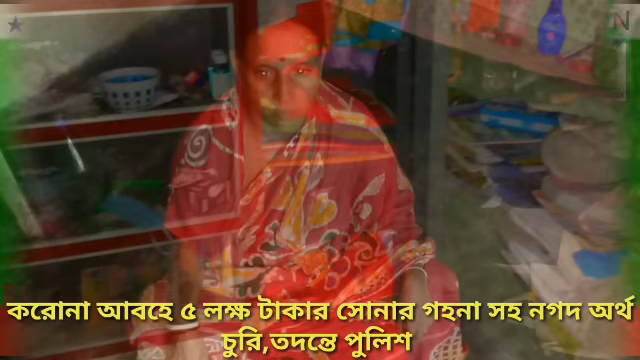 N
করোনা আবহে ৫ লক্ষ টাকার সোনার গহনা সহ নগদ অর্থ
চুরি,তদন্তে পুলিশ